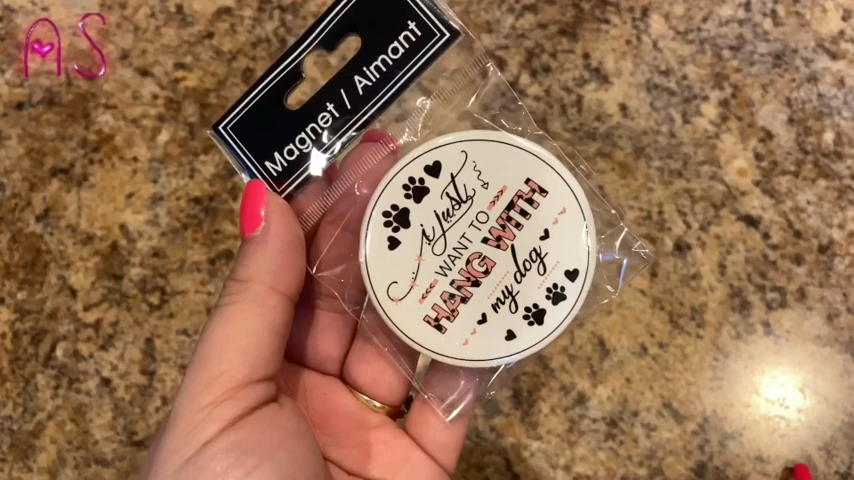 AS
Magnet / Aimant
i just
WANT TO
HANG WITH
my dog